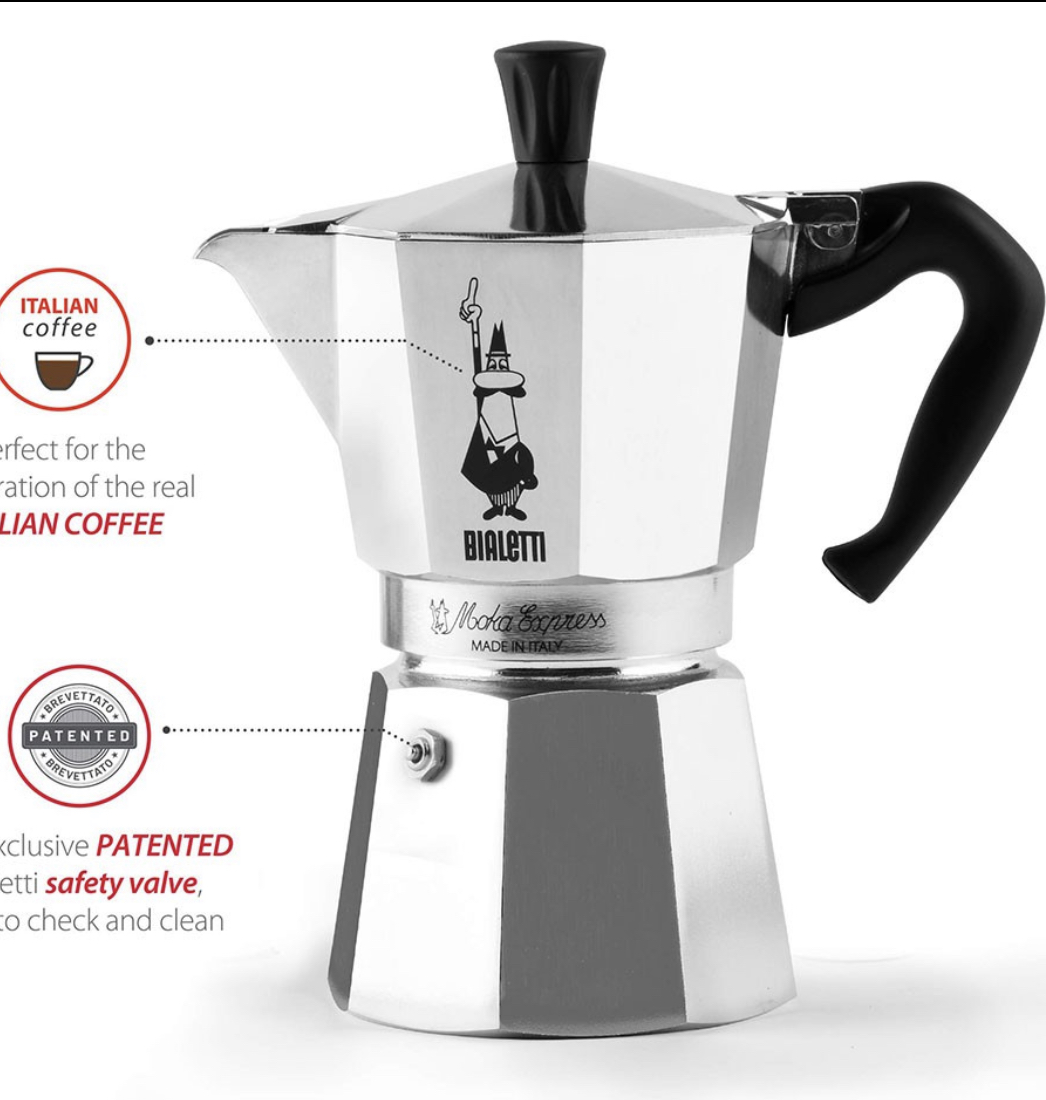 ITALIAN
coffee
erfect for the
ration of the real
LIAN COFFEE
BIALETTI
Moka Express
MADE IN ITALY
BREVETTATO
PATENTED
BREVETTATO
xclusive PATENTED
etti safety valve,
to check and clean